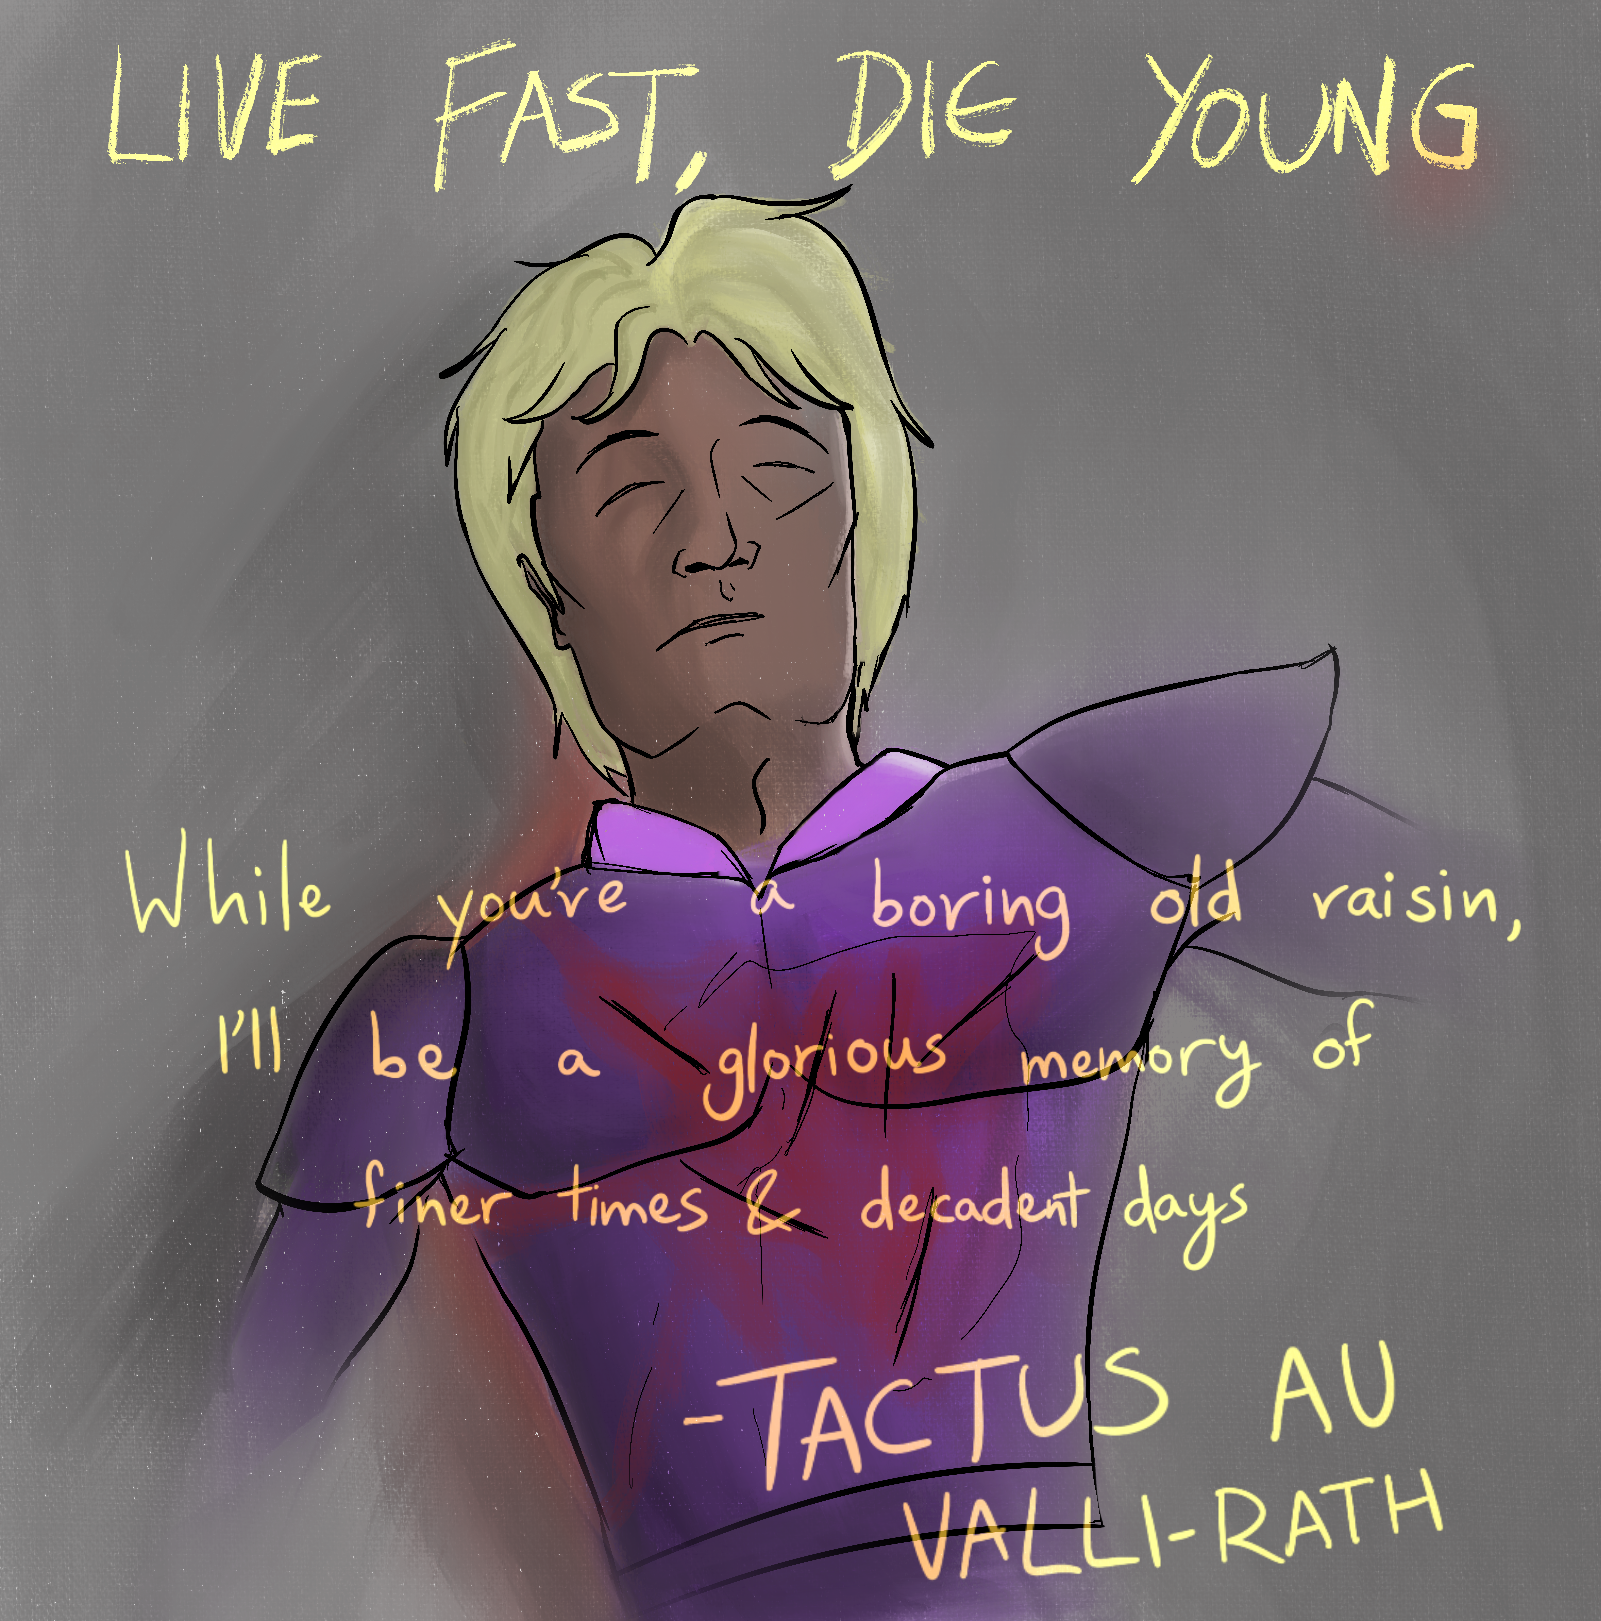 LIVE FAST, DIE YOUNG
While you're a boring old raisin,
I'll be a glorious memory of
finer times & decadent days
-TACTUS AU
VALLI-RATH